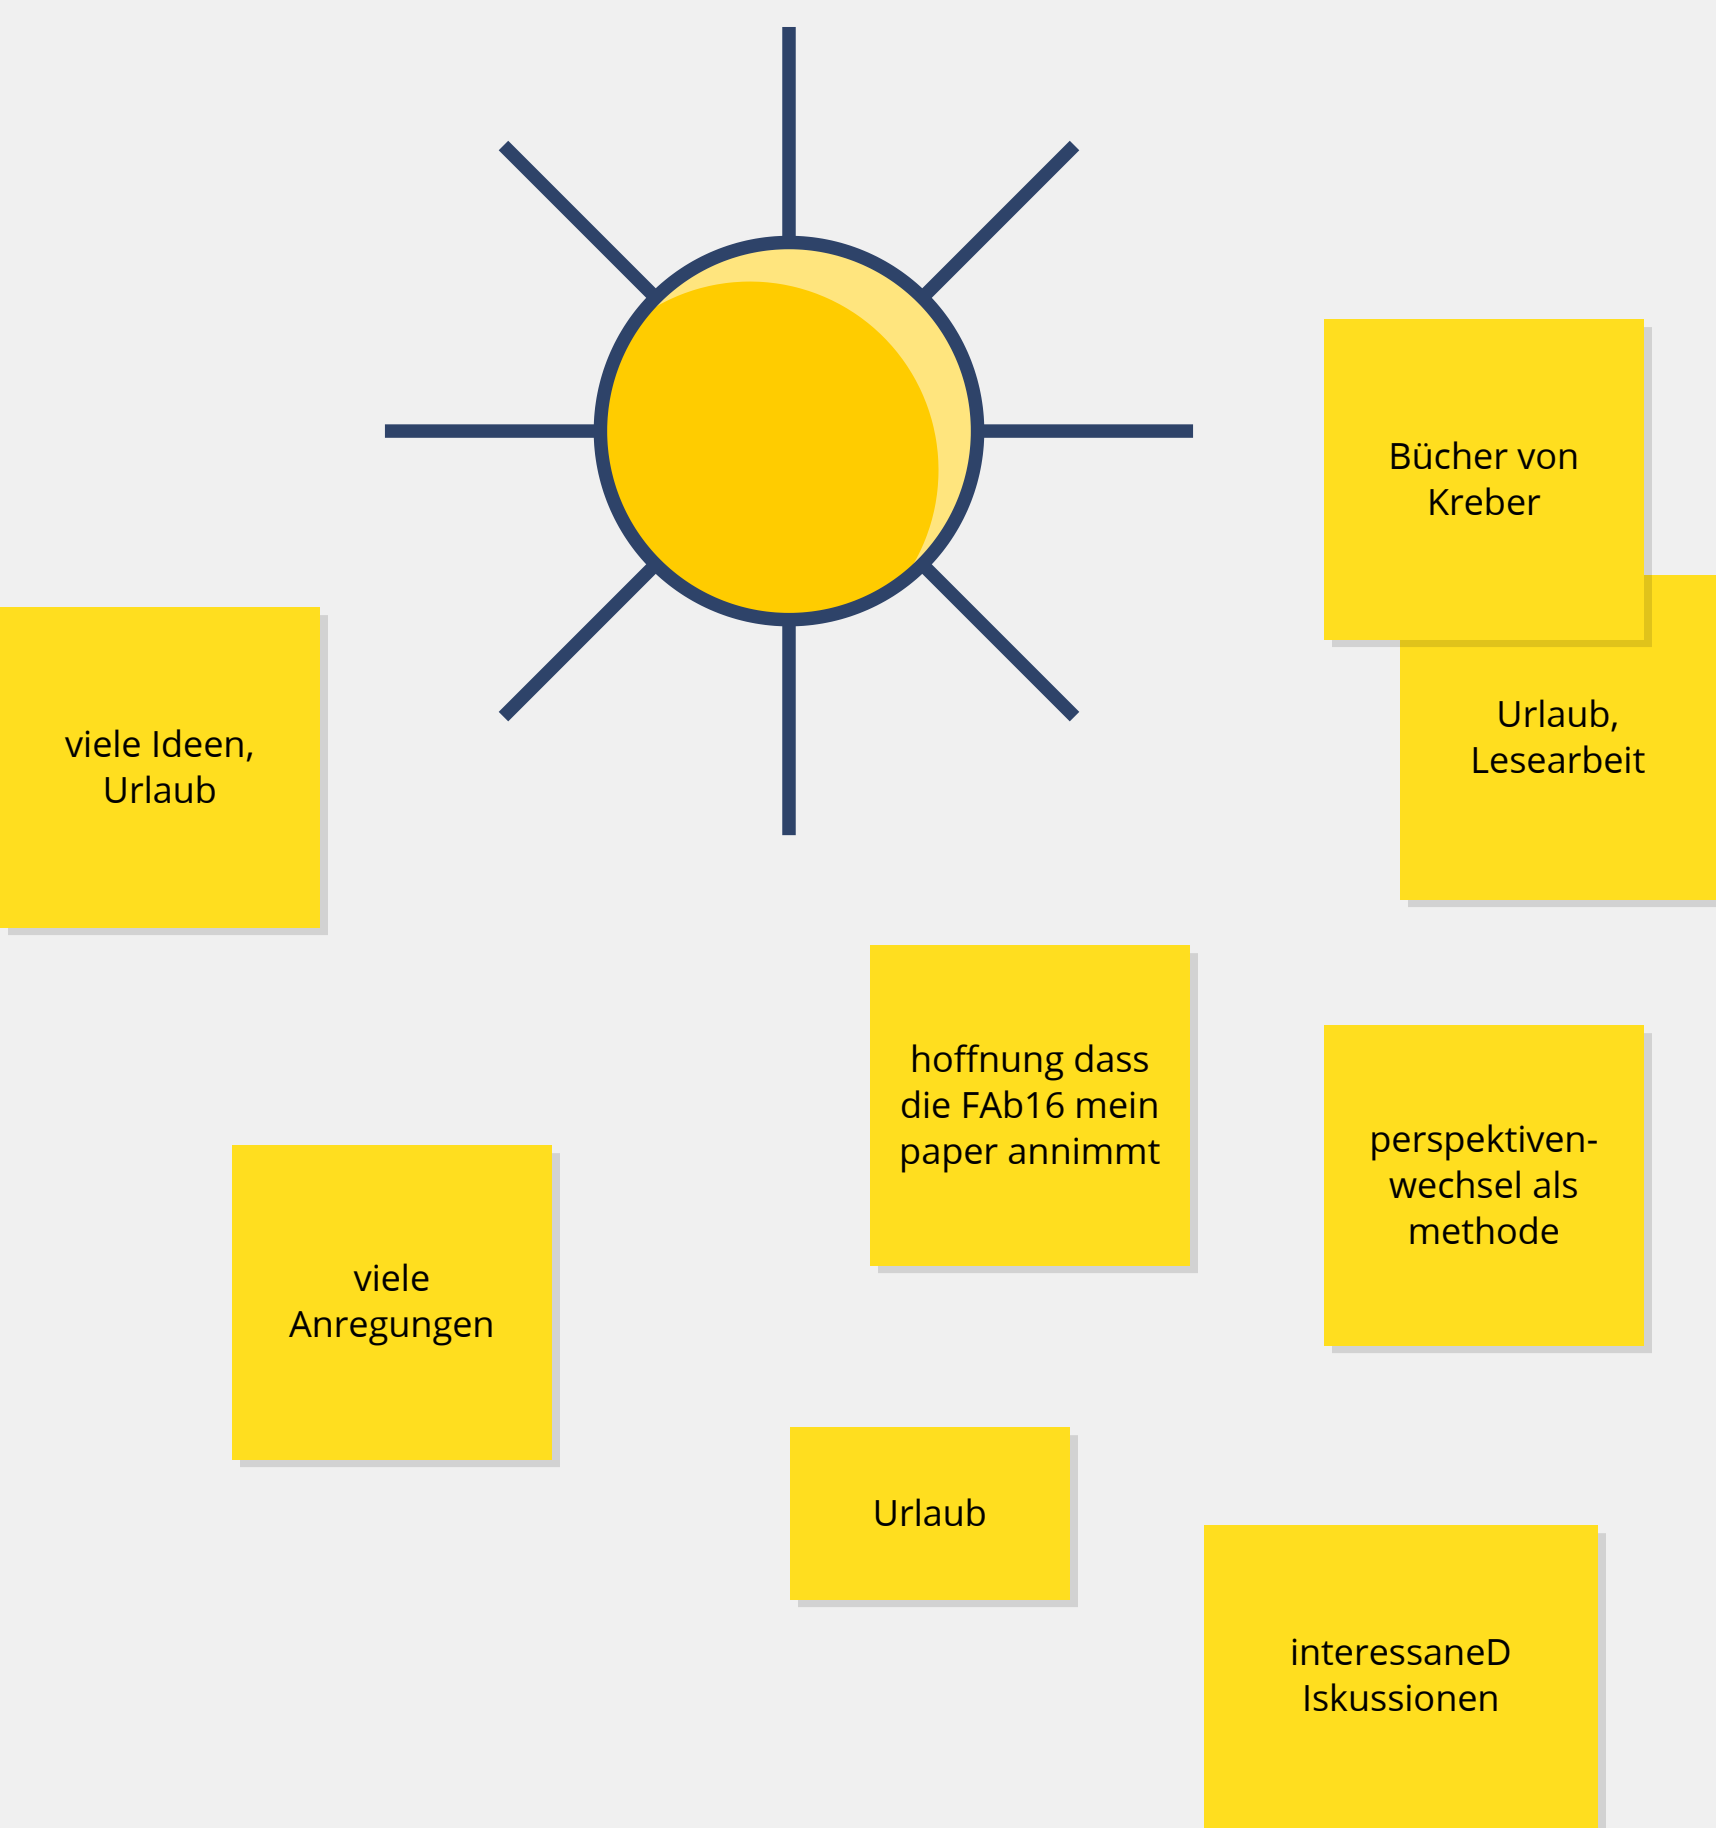 Bücher von
Kreber
Urlaub,
Lesearbeit
viele Ideen,
Urlaub
hoffnung dass
die FAb16 mein
paper annimmt
perspektiven-
wechsel als
methode
viele
Anregungen
Urlaub
interessaneD
Iskussionen